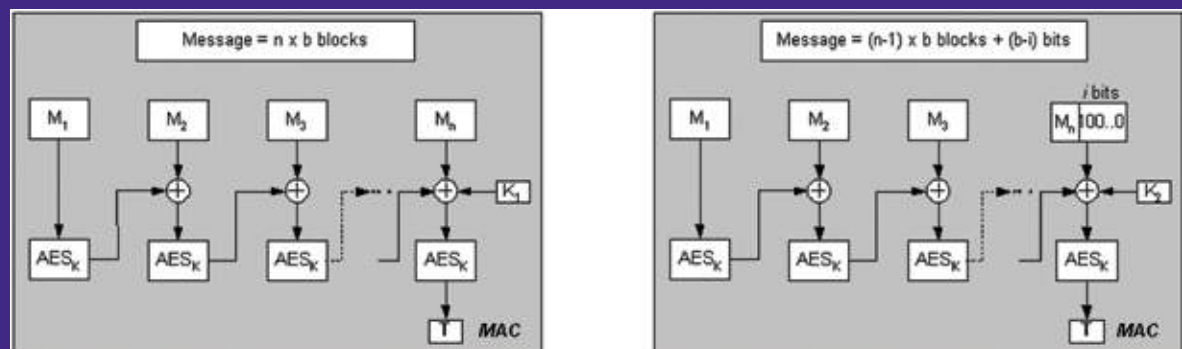 Message = n x b blocks
M1 M2 M3 Mn
K1
AESK AESK AESK AESK
T MAC
Message = (n-1) x b blocks + (b-i) bits
i bits
M1 M2 M3 Mn 100..0
K2
AESK AESK AESK AESK
T MAC